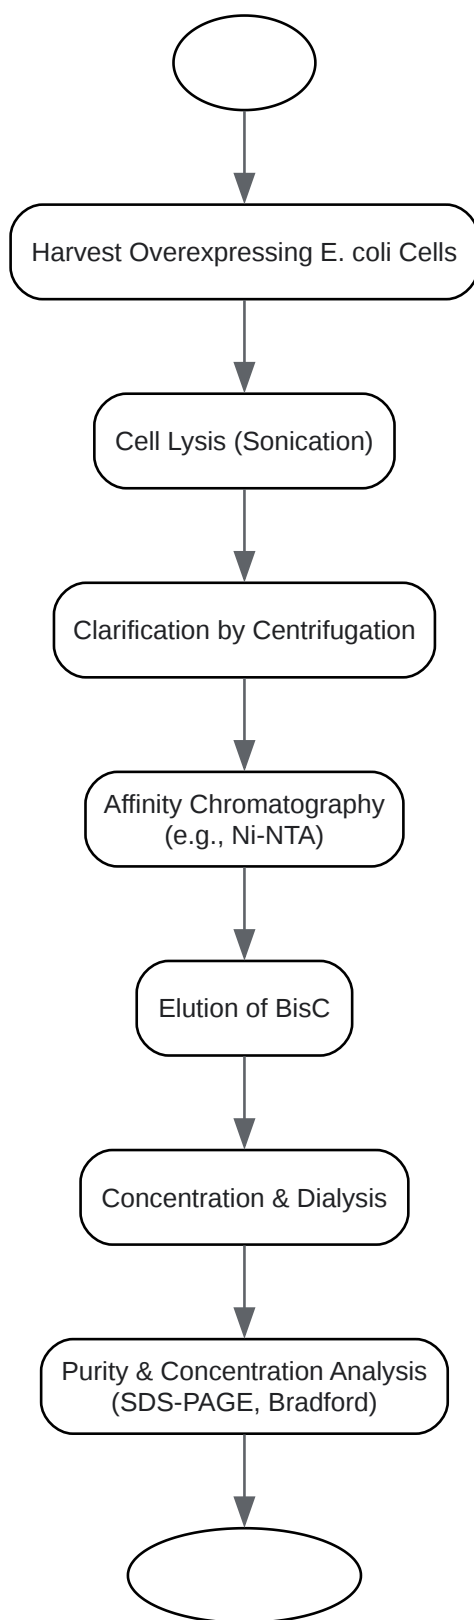 Harvest Overexpressing E. coli Cells
Cell Lysis (Sonication)
Clarification by Centrifugation
Affinity Chromatography
(e.g., Ni-NTA)
Elution of BisC
Concentration & Dialysis
Purity & Concentration Analysis
(SDS-PAGE, Bradford)